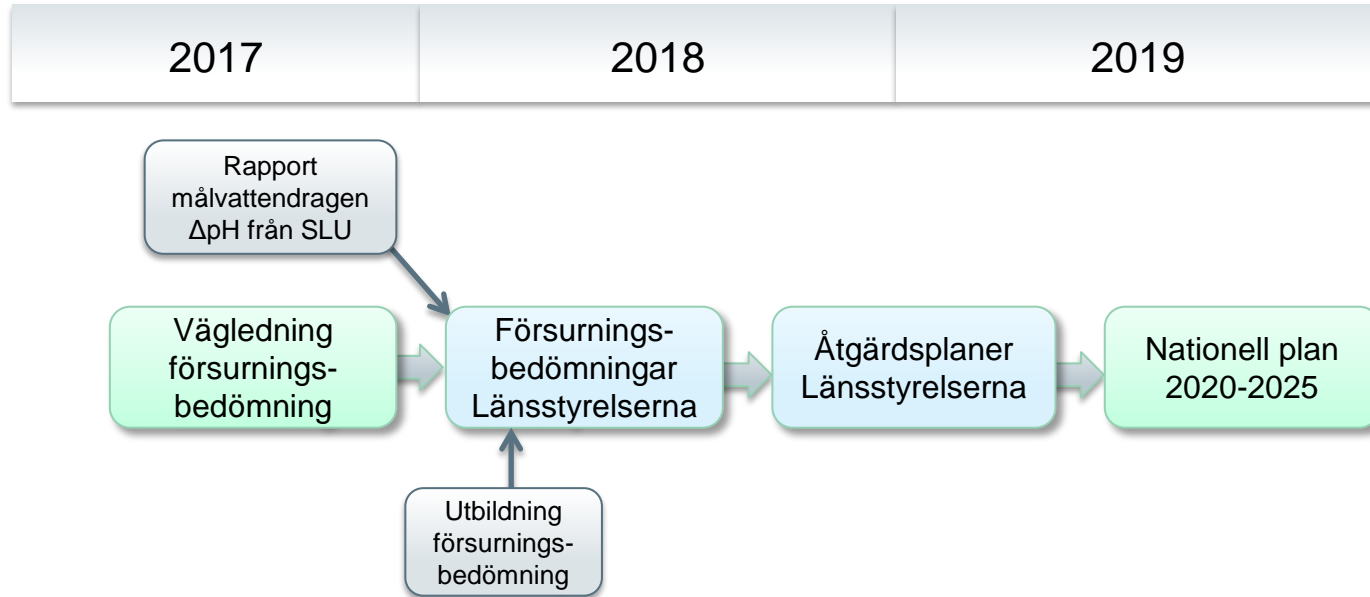 2017
2018
2019
Rapport
målvattendragen
ΔpH från SLU
Vägledning
försurnings-
bedömning
Försurnings-
bedömningar
Länsstyrelserna
Åtgärdsplaner
Länsstyrelserna
Nationell plan
2020-2025
Utbildning
försurnings-
bedömning